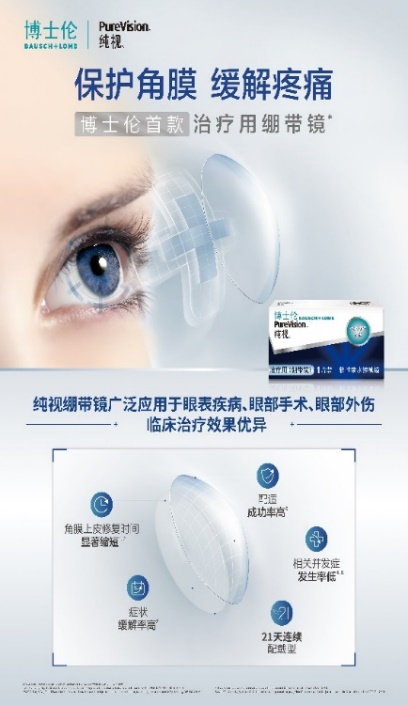 博士伦
BAUSCH+LOMB
PureVision
纯视
保护角膜 缓解疼痛
博士伦首款治疗用绷带镜*
博士伦
PureVision
纯视
纯视绷带镜广泛应用于眼表疾病、眼部手术、眼部外伤
临床治疗效果优异
角膜上皮修复时间
显著缩短
配适
成功率高
相关并发症
发生率低
症状
缓解率高
21
21天连续
配戴型